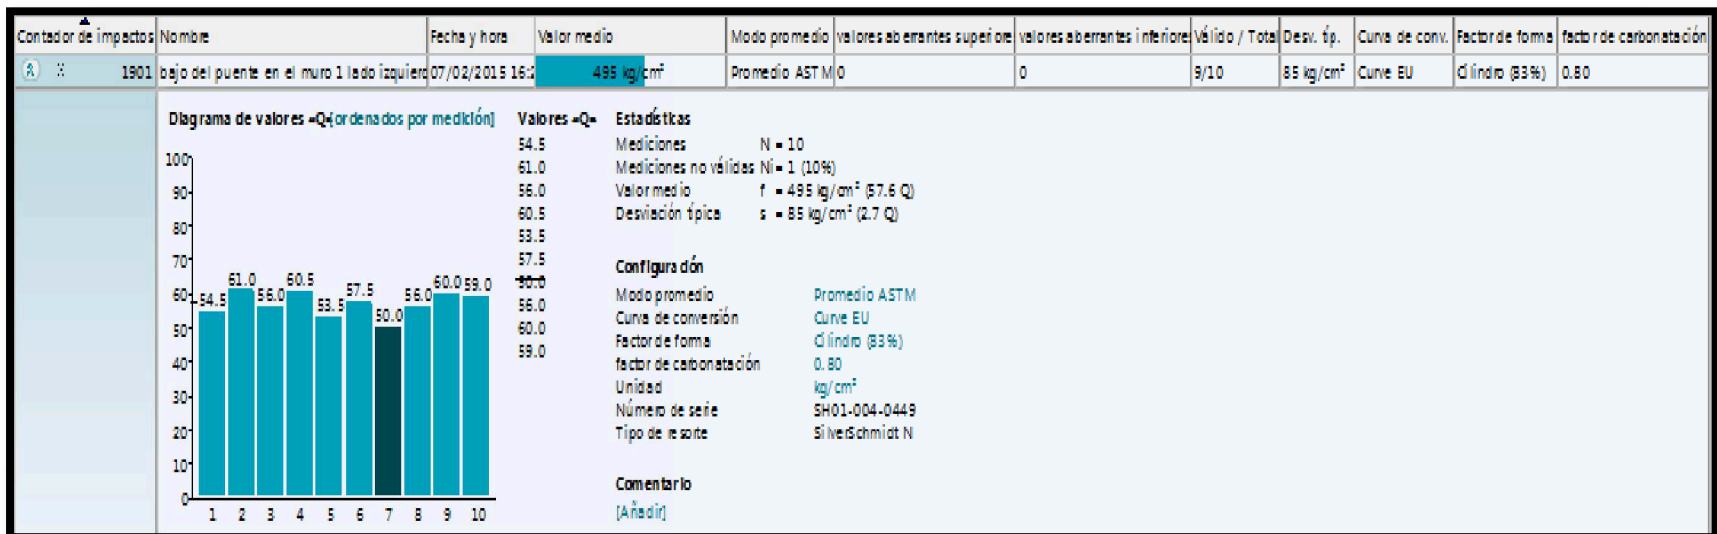 Contador de impactos Nombre Fecha y hora Valor medio Modo promedio valores aberrantes superiore valores aberrantes inferiore Válido / Total Desv. típ. Curva de conv. Factor de forma factor de carbonatación
1901 bajo del puente en el muro 1 lado izquierd 07/02/2015 16:2 495 kg/cm² Promedio ASTM 0 0 9/10 85 kg/cm² Curve EU Cilindro (83%) 0.80
Diagrama de valores «Q» [ordenados por medición]
100
90
80
70
60
50
40
30
20
10
0
54.5 61.0 56.0 60.5 53.5 57.5 50.0 56.0 60.0 59.0
1 2 3 4 5 6 7 8 9 10
Valores «Q»
54.5
61.0
56.0
60.5
53.5
57.5
50.0
56.0
60.0
59.0
Estadísticas
Mediciones N = 10
Mediciones no válidas Ni = 1 (10%)
Valor medio f = 495 kg/cm² (57.6 Q)
Desviación típica s = 85 kg/cm² (2.7 Q)
Configuración
Modo promedio Promedio ASTM
Curva de conversión Curve EU
Factor de forma Cilindro (83%)
factor de carbonatación 0.80
Unidad kg/cm²
Número de serie SH01-004-0449
Tipo de resorte SilverSchmidt N
Comentario
[Añadir]